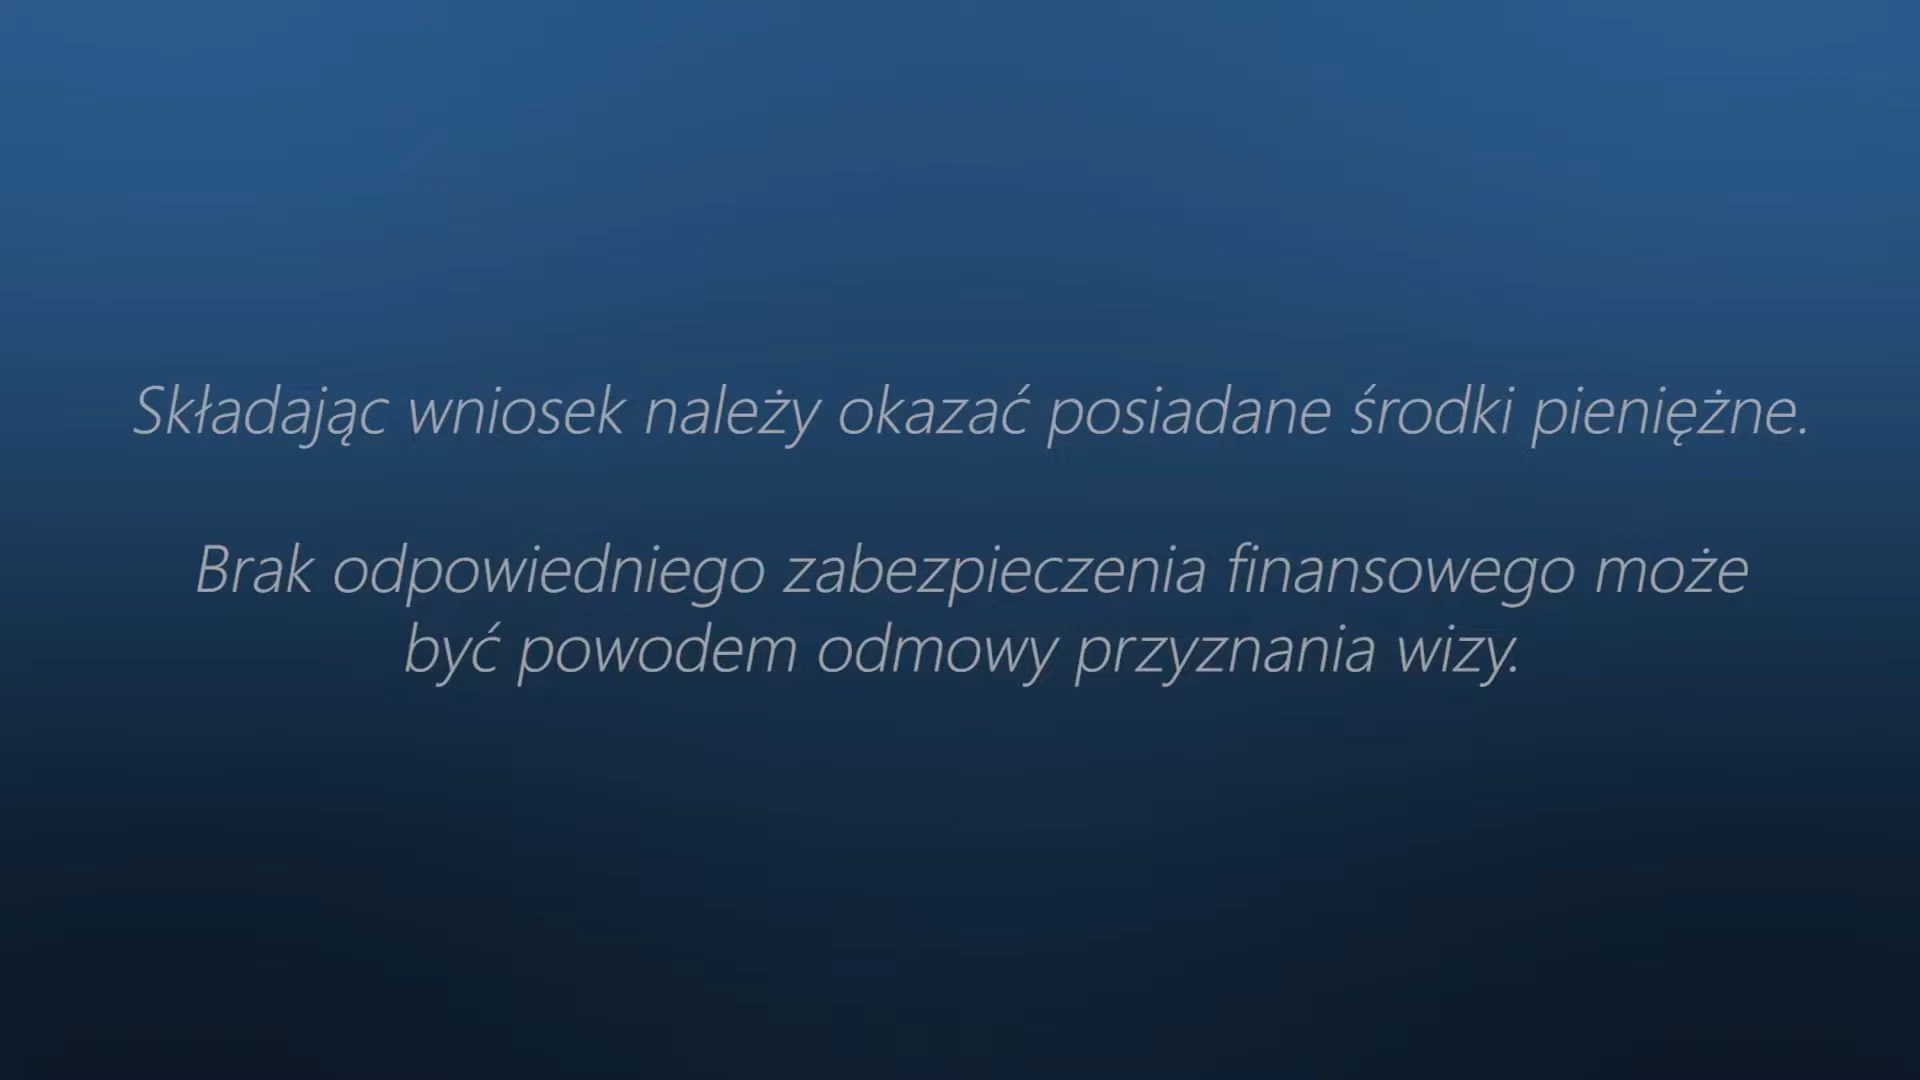 Składając wniosek należy okazać posiadane środki pieniężne.
Brak odpowiedniego zabezpieczenia finansowego może
być powodem odmowy przyznania wizy.